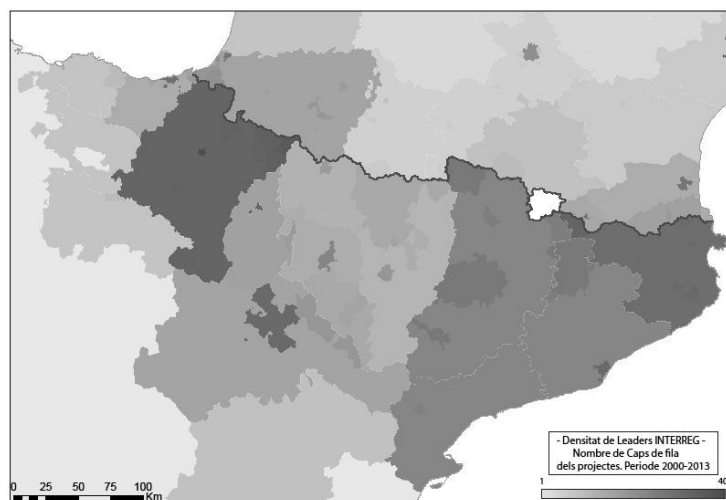 - Densitat de Leaders INTERREG -
Nombre de Caps de fila
dels projectes. Periode 2000-2013
1 40
0 25 50 75 100
Km